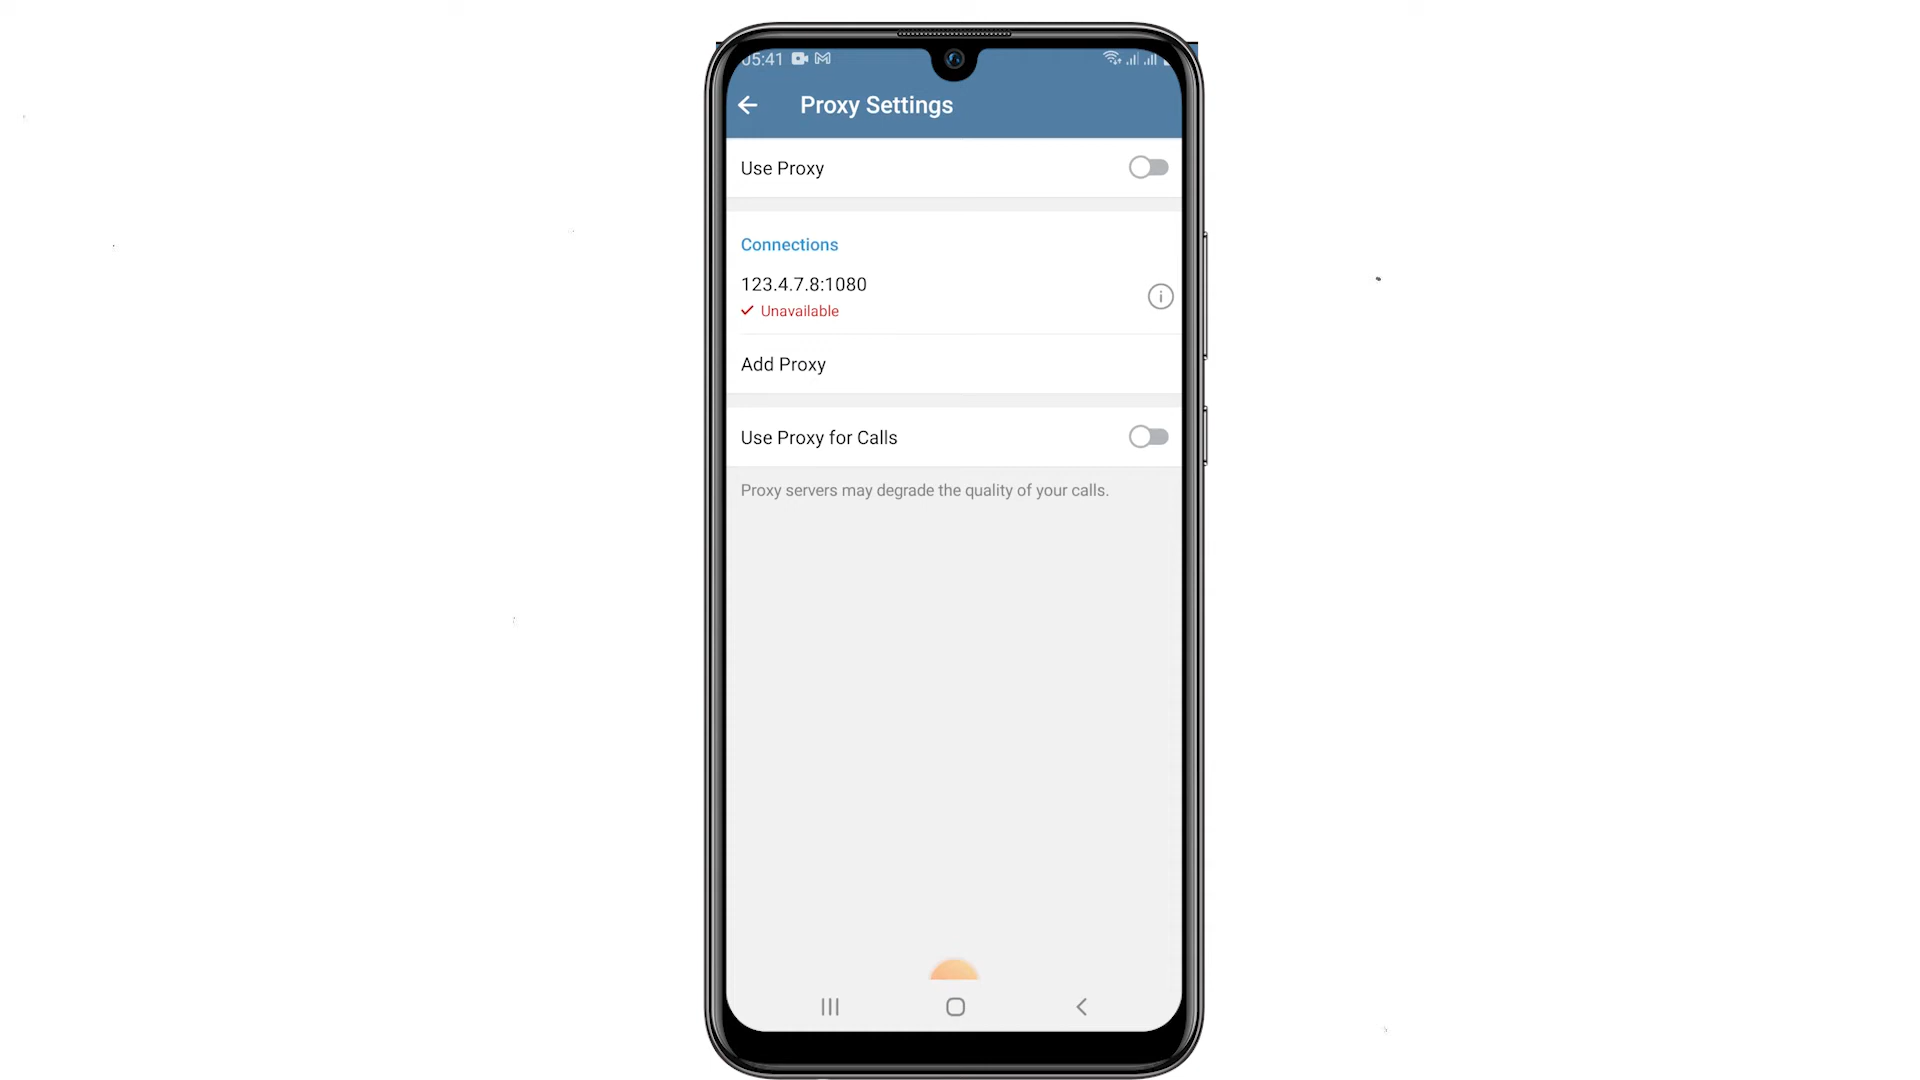 05:41
Proxy Settings
Use Proxy
Connections
123.4.7.8:1080
Unavailable
Add Proxy
Use Proxy for Calls
Proxy servers may degrade the quality of your calls.